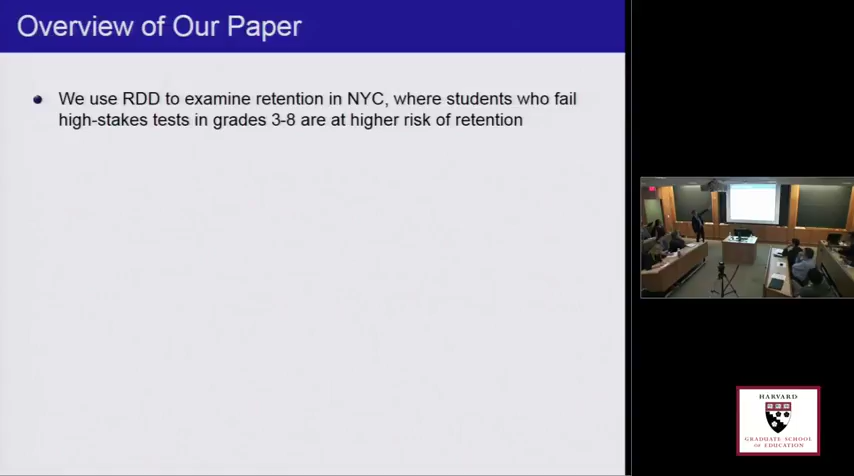 Overview of Our Paper
We use RDD to examine retention in NYC, where students who fail
high-stakes tests in grades 3-8 are at higher risk of retention
HARVARD
GRADUATE SCHOOL
OF EDUCATION